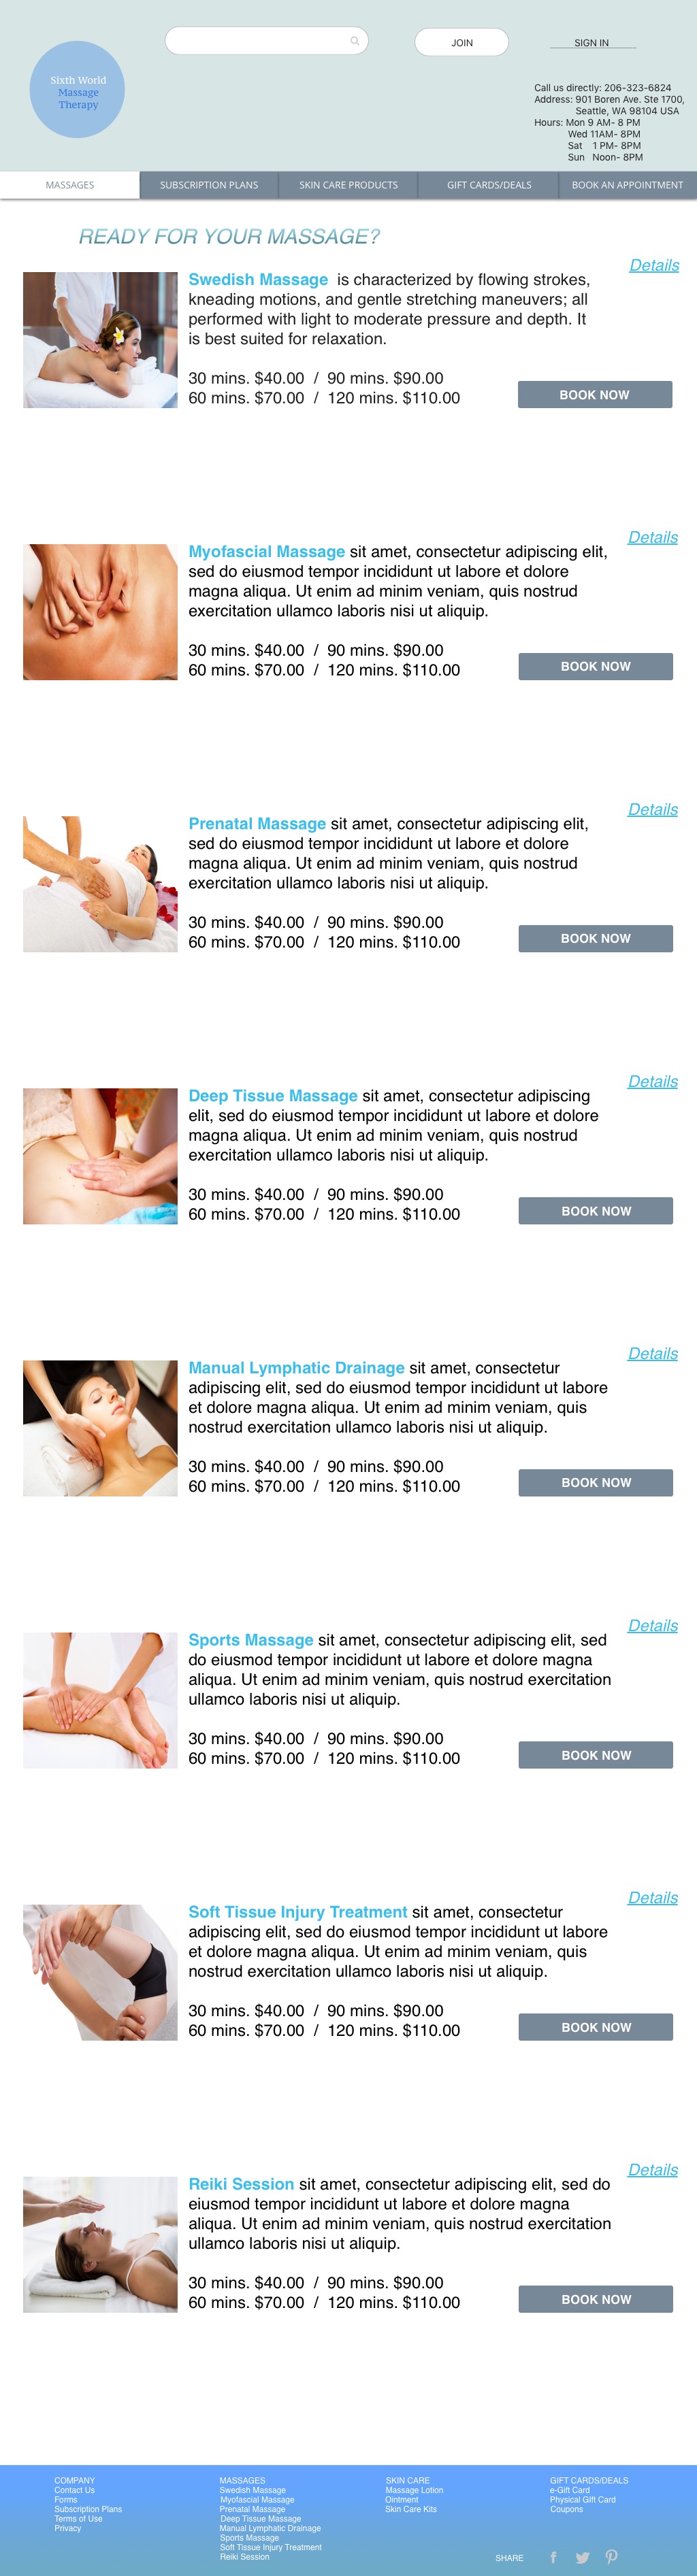 Sixth World
Massage
Therapy
JOIN
SIGN IN
Call us directly: 206-323-6824
Address: 901 Boren Ave. Ste 1700,
Seattle, WA 98104 USA
Hours: Mon 9 AM- 8 PM
Wed 11AM- 8PM
Sat 1 PM- 8PM
Sun Noon- 8PM
MASSAGES
SUBSCRIPTION PLANS
SKIN CARE PRODUCTS
GIFT CARDS/DEALS
BOOK AN APPOINTMENT
READY FOR YOUR MASSAGE?
Details
Swedish Massage is characterized by flowing strokes,
kneading motions, and gentle stretching maneuvers; all
performed with light to moderate pressure and depth. It
is best suited for relaxation.
30 mins. $40.00 / 90 mins. $90.00
60 mins. $70.00 / 120 mins. $110.00
BOOK NOW
Details
Myofascial Massage sit amet, consectetur adipiscing elit,
sed do eiusmod tempor incididunt ut labore et dolore
magna aliqua. Ut enim ad minim veniam, quis nostrud
exercitation ullamco laboris nisi ut aliquip.
30 mins. $40.00 / 90 mins. $90.00
60 mins. $70.00 / 120 mins. $110.00
BOOK NOW
Details
Prenatal Massage sit amet, consectetur adipiscing elit,
sed do eiusmod tempor incididunt ut labore et dolore
magna aliqua. Ut enim ad minim veniam, quis nostrud
exercitation ullamco laboris nisi ut aliquip.
30 mins. $40.00 / 90 mins. $90.00
60 mins. $70.00 / 120 mins. $110.00
BOOK NOW
Details
Deep Tissue Massage sit amet, consectetur adipiscing
elit, sed do eiusmod tempor incididunt ut labore et dolore
magna aliqua. Ut enim ad minim veniam, quis nostrud
exercitation ullamco laboris nisi ut aliquip.
30 mins. $40.00 / 90 mins. $90.00
60 mins. $70.00 / 120 mins. $110.00
BOOK NOW
Details
Manual Lymphatic Drainage sit amet, consectetur
adipiscing elit, sed do eiusmod tempor incididunt ut labore
et dolore magna aliqua. Ut enim ad minim veniam, quis
nostrud exercitation ullamco laboris nisi ut aliquip.
30 mins. $40.00 / 90 mins. $90.00
60 mins. $70.00 / 120 mins. $110.00
BOOK NOW
Details
Sports Massage sit amet, consectetur adipiscing elit, sed
do eiusmod tempor incididunt ut labore et dolore magna
aliqua. Ut enim ad minim veniam, quis nostrud exercitation
ullamco laboris nisi ut aliquip.
30 mins. $40.00 / 90 mins. $90.00
60 mins. $70.00 / 120 mins. $110.00
BOOK NOW
Details
Soft Tissue Injury Treatment sit amet, consectetur
adipiscing elit, sed do eiusmod tempor incididunt ut labore
et dolore magna aliqua. Ut enim ad minim veniam, quis
nostrud exercitation ullamco laboris nisi ut aliquip.
30 mins. $40.00 / 90 mins. $90.00
60 mins. $70.00 / 120 mins. $110.00
BOOK NOW
Details
Reiki Session sit amet, consectetur adipiscing elit, sed do
eiusmod tempor incididunt ut labore et dolore magna
aliqua. Ut enim ad minim veniam, quis nostrud exercitation
ullamco laboris nisi ut aliquip.
30 mins. $40.00 / 90 mins. $90.00
60 mins. $70.00 / 120 mins. $110.00
BOOK NOW
COMPANY
Contact Us
Forms
Subscription Plans
Terms of Use
Privacy
MASSAGES
Swedish Massage
Myofascial Massage
Prenatal Massage
Deep Tissue Massage
Manual Lymphatic Drainage
Sports Massage
Soft Tissue Injury Treatment
Reiki Session
SKIN CARE
Massage Lotion
Ointment
Skin Care Kits
GIFT CARDS/DEALS
e-Gift Card
Physical Gift Card
Coupons
SHARE